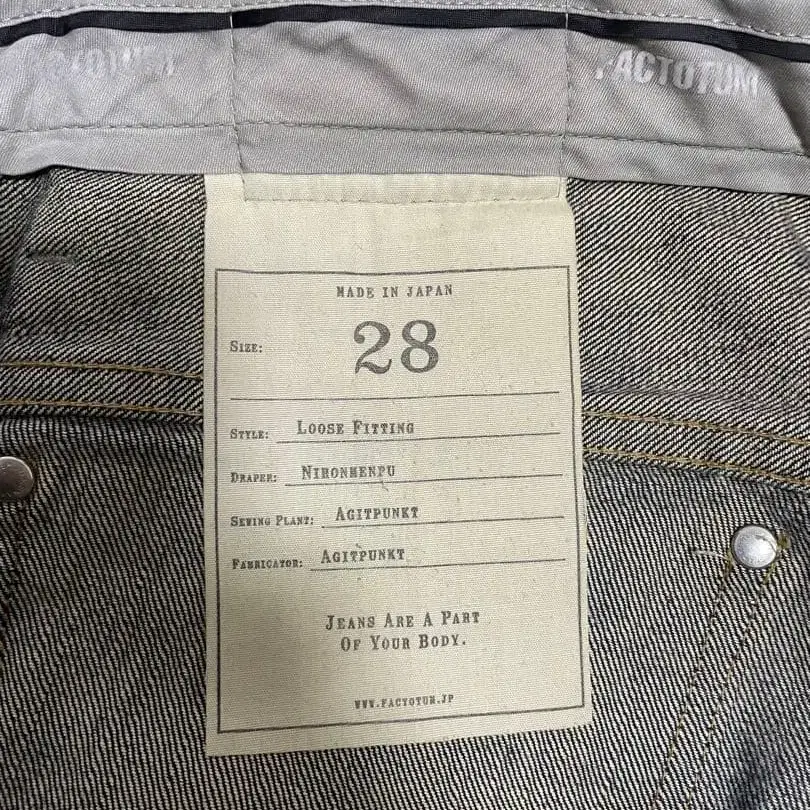 FACTOTUM
FACTOTUM
MADE IN JAPAN
SIZE: 28
STYLE: LOOSE FITTING
DRAPER: NIHONMENPU
SEWING PLANT: AGITPUNKT
FABRICATOR: AGITPUNKT
JEANS ARE A PART
OF YOUR BODY.
WWW.FACTOTUM.JP